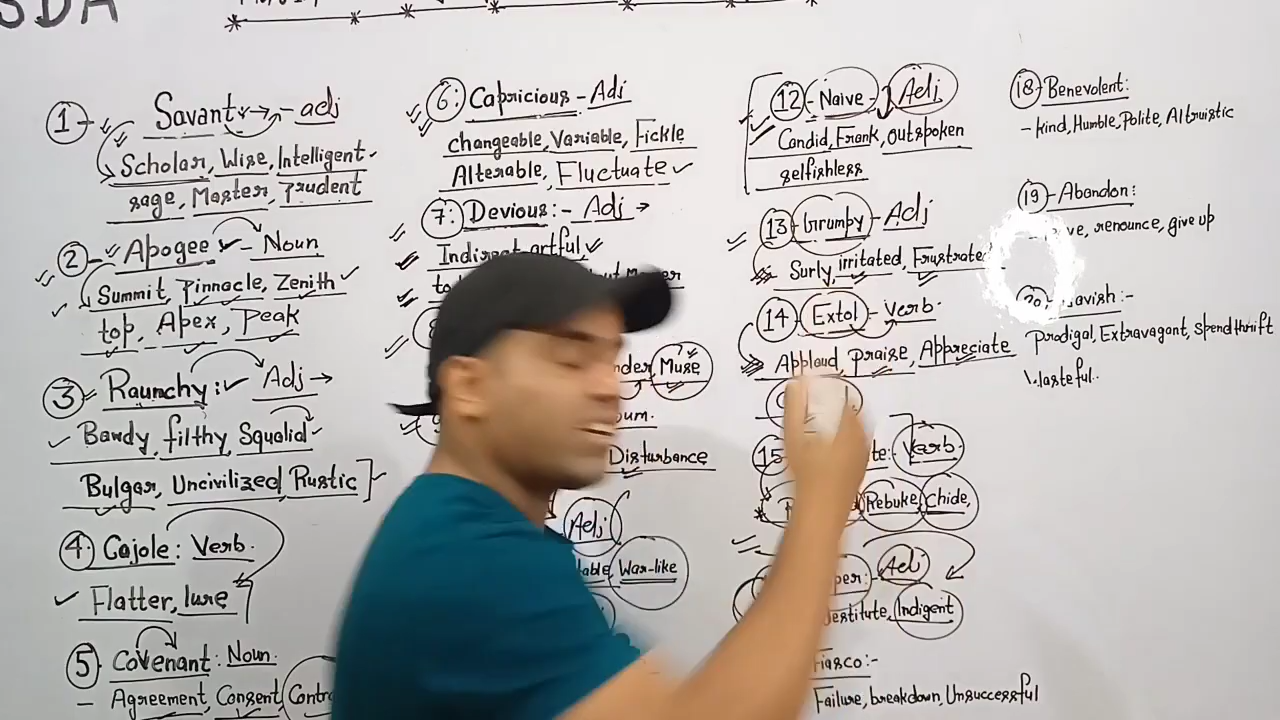 SDA
1 - Savant → - adj
Scholar, Wise, Intelligent
sage, Master, prudent
2 - Apogee - Noun
Summit, pinnacle, Zenith
top, Apex, peak
3 - Raunchy :- Adj →
Bawdy, filthy, Squalid
Bulgar, Uncivilized, Rustic
4: Cajole : Verb.
Flatter, lure
5 Covenant : Noun.
- Agreement, Consent,
6: Capricious - Adj
changeable, Variable, Fickle
Alterable, Fluctuate
7: Devious :- Adj →
Muse
Disturbance
Adj
War-like
12 - Naive - Adj
Candid, Frank, outspoken
selfishless
13 - Grumpy - Adj
Surly, irritated, Frustrated
14 - Extol - verb.
Applaud, praise, Appreciate
15 Verb.
Rebuke, Chide,
Adj
Indigent
Fiasco :-
Failure, breakdown, Unsuccessful
18 - Benevolent :
- kind, Humble, Polite, Altruistic
19 - Abandon :
renounce, give up
20
prodigal, Extravagant, spendthrift